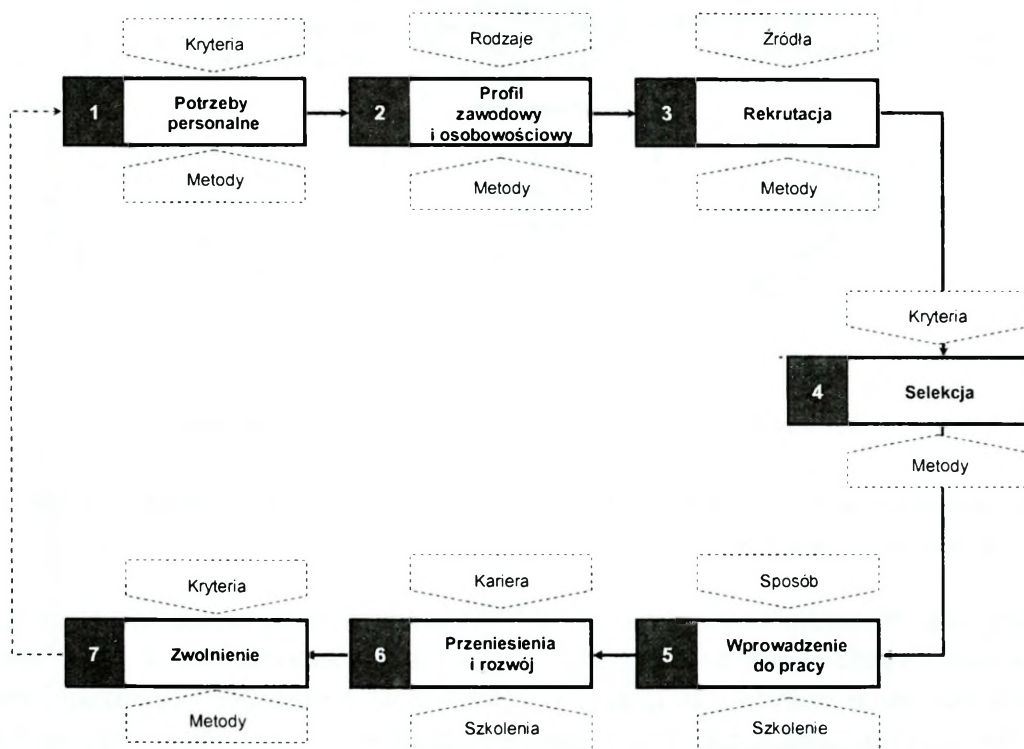 Kryteria
1
Potrzeby
personalne
Metody
Rodzaje
2
Profil
zawodowy
i osobowościowy
Metody
Źródła
3
Rekrutacja
Metody
Kryteria
4
Selekcja
Metody
Sposób
5
Wprowadzenie
do pracy
Szkolenie
Kariera
6
Przeniesienia
i rozwój
Szkolenia
Kryteria
7
Zwolnienie
Metody